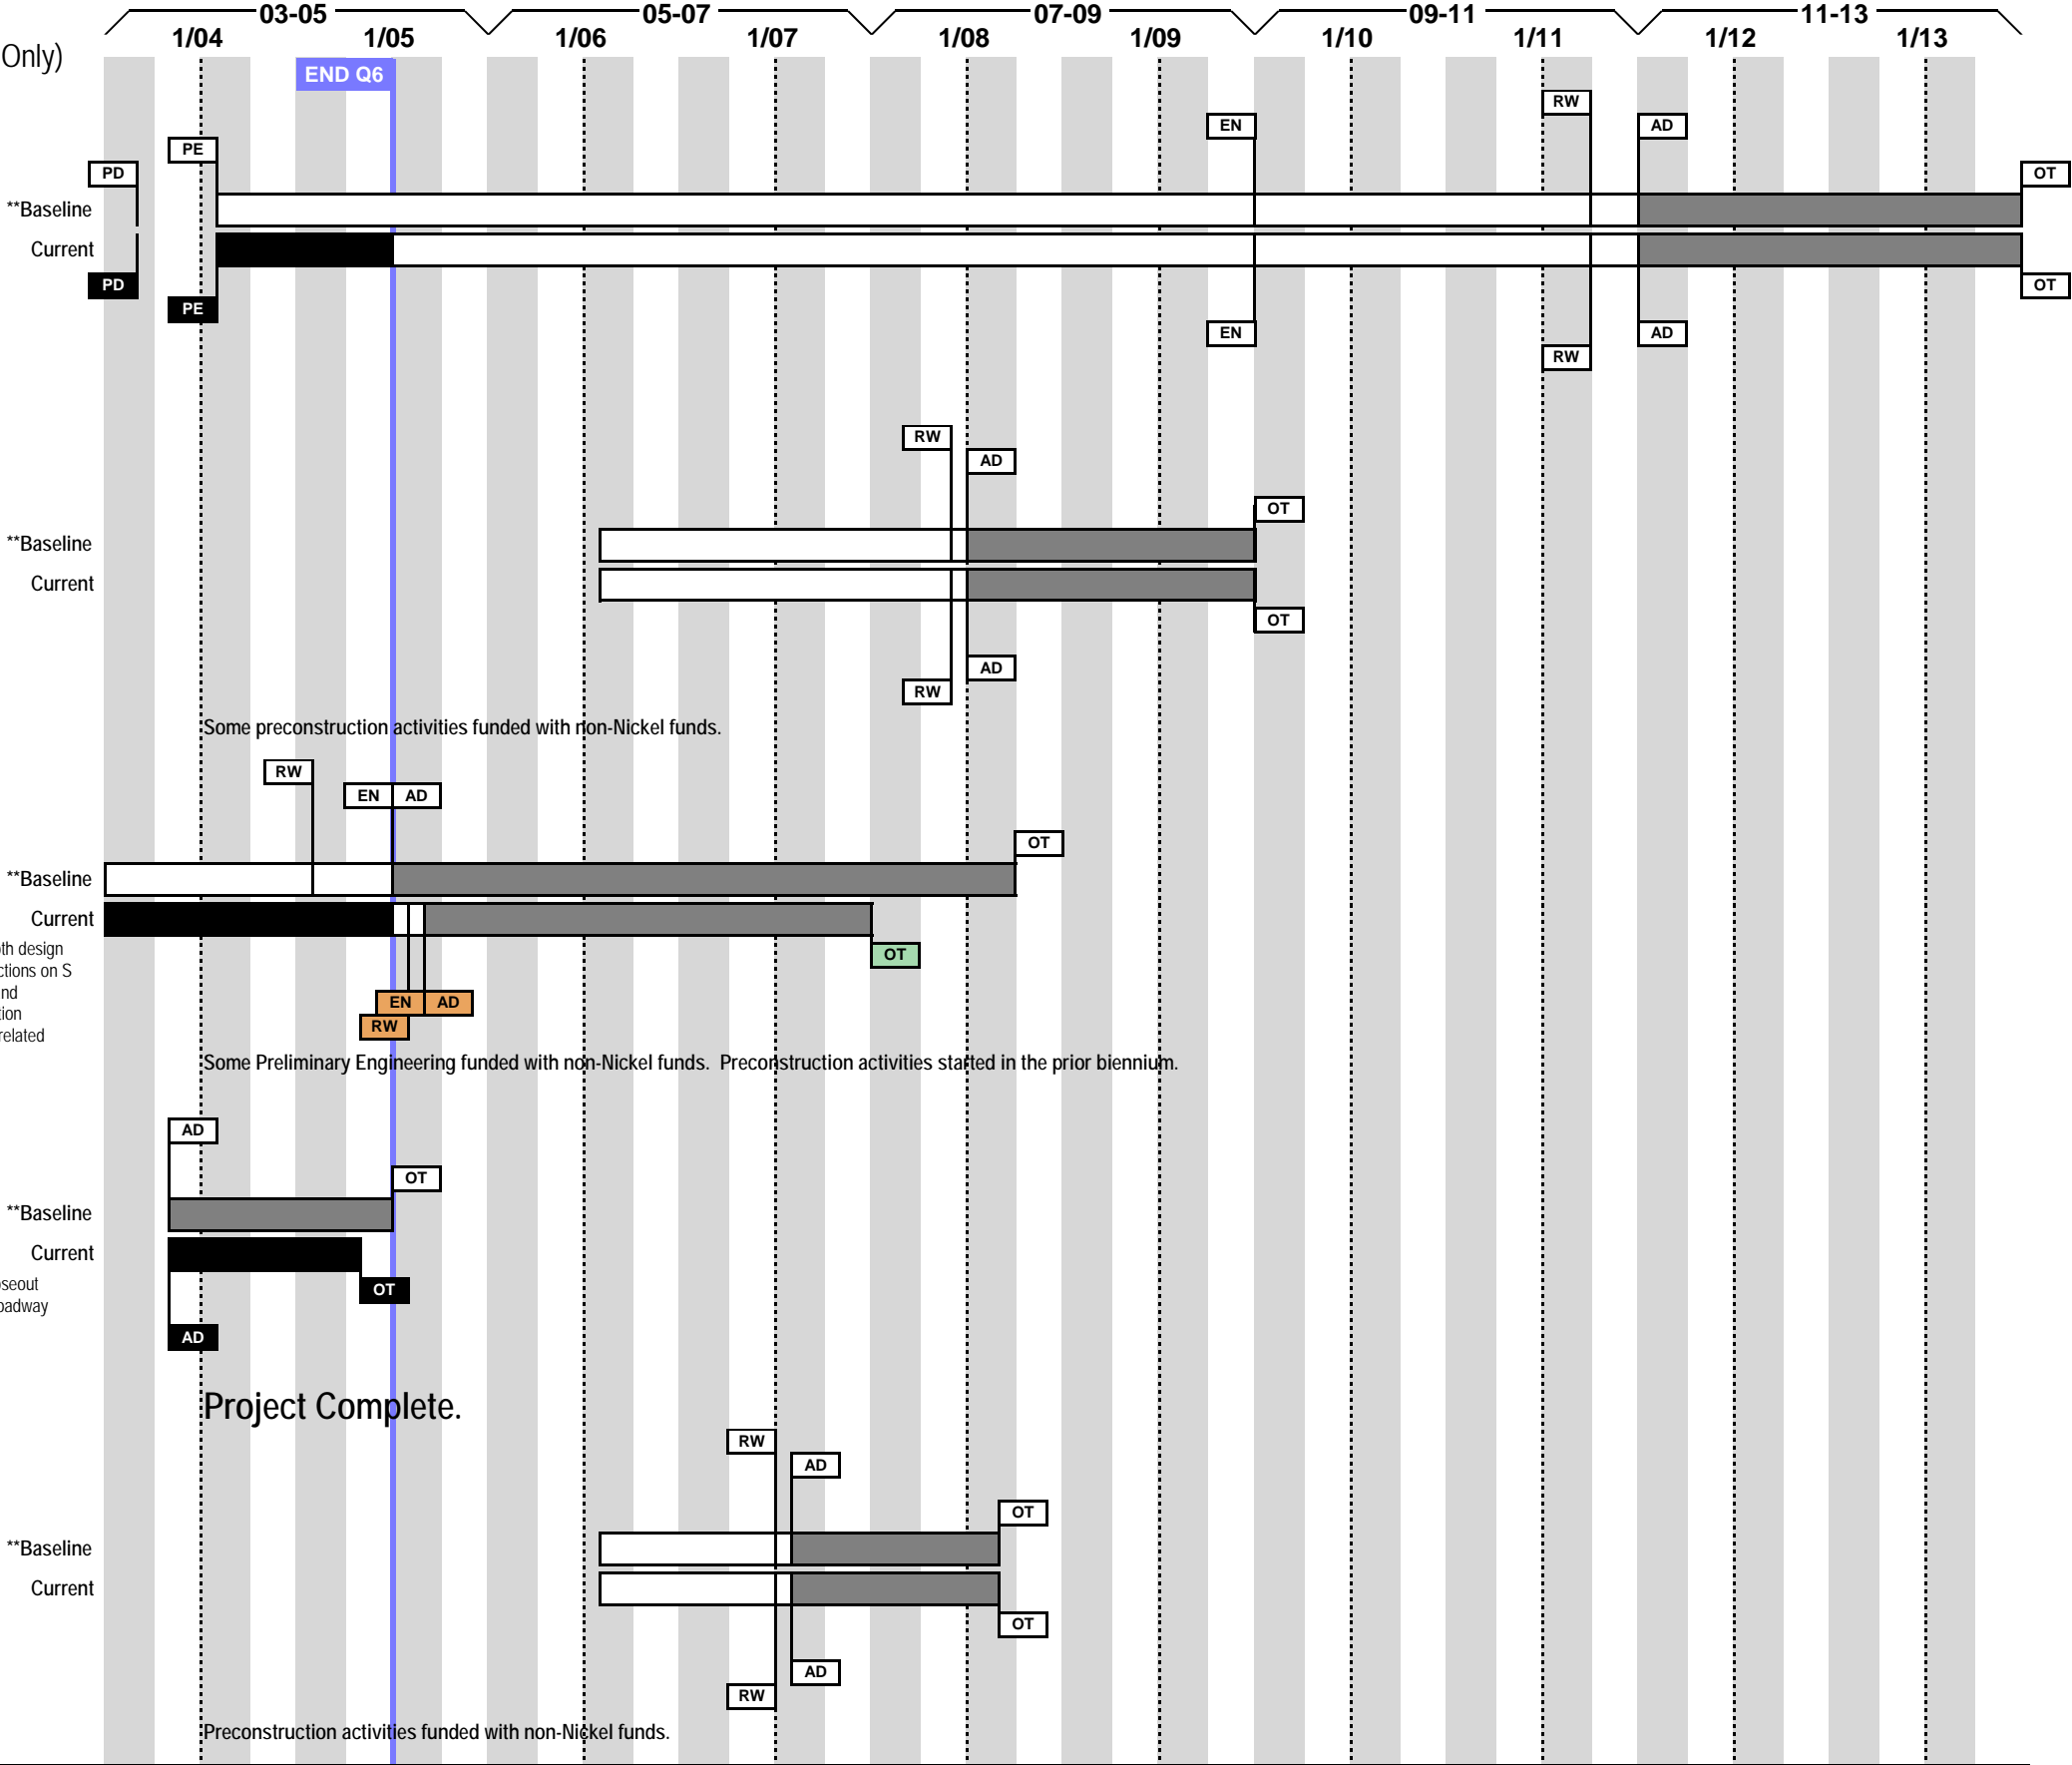 03-05 05-07 07-09 09-11 11-13
1/04 1/05 1/06 1/07 1/08 1/09 1/10 1/11 1/12 1/13
Only)
END Q6
RW
EN AD
PE
PD OT
**Baseline
Current
PD OT
PE
EN AD
RW
RW
AD
OT
**Baseline
Current
OT
AD
RW
Some preconstruction activities funded with non-Nickel funds.
RW
EN AD
OT
**Baseline
Current
OT
design
ctions on S
EN AD
RW
related
Some Preliminary Engineering funded with non-Nickel funds. Preconstruction activities started in the prior biennium.
AD
OT
**Baseline
Current
seout
OT
adway
AD
Project Complete.
RW
AD
OT
**Baseline
Current
OT
AD
RW
Preconstruction activities funded with non-Nickel funds.